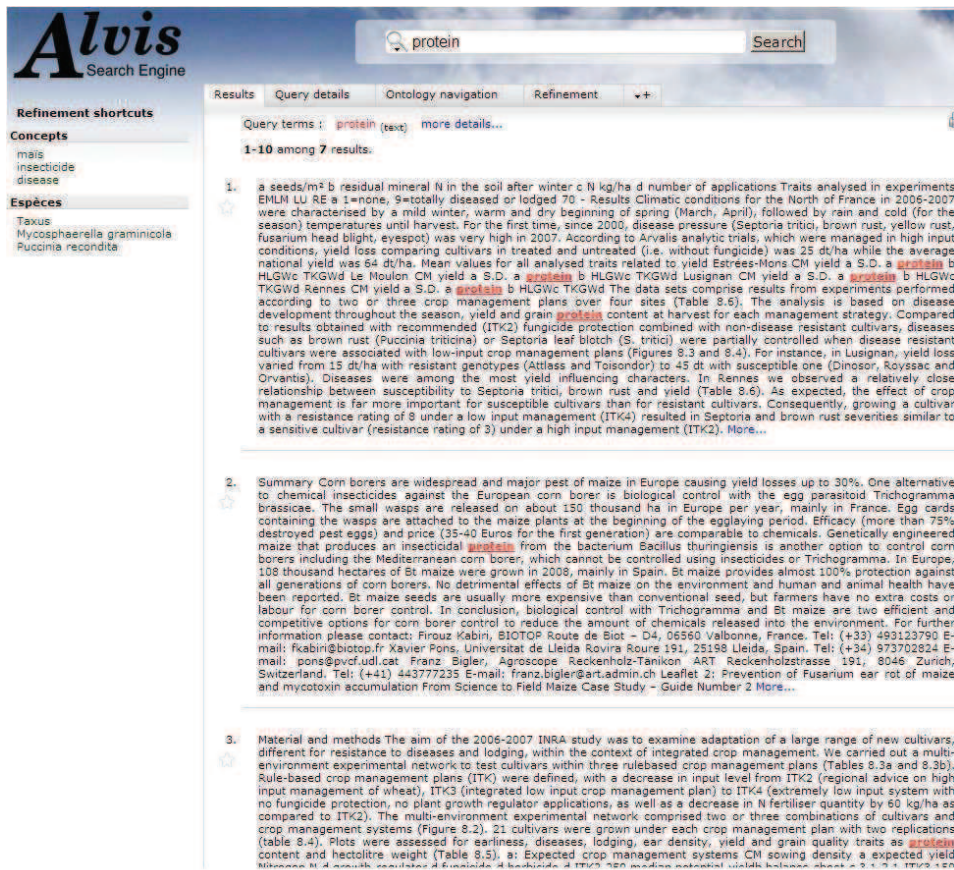 Alvis
Search Engine
protein
Search
Results Query details Ontology navigation Refinement +
Refinement shortcuts
Concepts
maïs
insecticide
disease
Espèces
Taxus
Mycosphaerella graminicola
Puccinia recondita
Query terms : protein (text) more details...
1-10 among 7 results.
1. a seeds/m² b residual mineral N in the soil after winter c N kg/ha d number of applications Traits analysed in experiments
EMLM LU RE a 1=none, 9=totally diseased or lodged 70 - Results Climatic conditions for the North of France in 2006-2007
were characterised by a mild winter, warm and dry beginning of spring (March, April), followed by rain and cold (for the
season) temperatures until harvest. For the first time, since 2000, disease pressure (Septoria tritici, brown rust, yellow rust,
fusarium head blight, eyespot) was very high in 2007. According to Arvalis analytic trials, which were managed in high input
conditions, yield loss comparing cultivars in treated and untreated (i.e. without fungicide) was 25 dt/ha while the average
national yield was 64 dt/ha. Mean values for all analysed traits related to yield Estrées-Mons CM yield a S.D. a protein b
HLGWc TKGWd Le Moulon CM yield a S.D. a protein b HLGWc TKGWd Lusignan CM yield a S.D. a protein b HLGWc
TKGWd Rennes CM yield a S.D. a protein b HLGWc TKGWd The data sets comprise results from experiments performed
according to two or three crop management plans over four sites (Table 8.6). The analysis is based on disease
development throughout the season, yield and grain protein content at harvest for each management strategy. Compared
to results obtained with recommended (ITK2) fungicide protection combined with non-disease resistant cultivars, diseases
such as brown rust (Puccinia triticina) or Septoria leaf blotch (S. tritici) were partially controlled when disease resistant
cultivars were associated with low-input crop management plans (Figures 8.3 and 8.4). For instance, in Lusignan, yield loss
varied from 15 dt/ha with resistant genotypes (Attlass and Toisondor) to 45 dt with susceptible one (Dinosor, Royssac and
Orvantis). Diseases were among the most yield influencing characters. In Rennes we observed a relatively close
relationship between susceptibility to Septoria tritici, brown rust and yield (Table 8.6). As expected, the effect of crop
management is far more important for susceptible cultivars than for resistant cultivars. Consequently, growing a cultivar
with a resistance rating of 8 under a low input management (ITK4) resulted in Septoria and brown rust severities similar to
a sensitive cultivar (resistance rating of 3) under a high input management (ITK2). More...
2. Summary Corn borers are widespread and major pest of maize in Europe causing yield losses up to 30%. One alternative
to chemical insecticides against the European corn borer is biological control with the egg parasitoid Trichogramma
brassicae. The small wasps are released on about 150 thousand ha in Europe per year, mainly in France. Egg cards
containing the wasps are attached to the maize plants at the beginning of the egglaying period. Efficacy (more than 75%
destroyed pest eggs) and price (35-40 Euros for the first generation) are comparable to chemicals. Genetically engineered
maize that produces an insecticidal protein from the bacterium Bacillus thuringiensis is another option to control corn
borers including the Mediterranean corn borer, which cannot be controlled using insecticides or Trichogramma. In Europe,
108 thousand hectares of Bt maize were grown in 2008, mainly in Spain. Bt maize provides almost 100% protection against
all generations of corn borers. No detrimental effects of Bt maize on the environment and human and animal health have
been reported. Bt maize seeds are usually more expensive than conventional seed, but farmers have no extra costs or
labour for corn borer control. In conclusion, biological control with Trichogramma and Bt maize are two efficient and
competitive options for corn borer control to reduce the amount of chemicals released into the environment. For further
information please contact: Firouz Kabiri, BIOTOP Route de Biot – D4, 06560 Valbonne, France. Tel: (+33) 493123790 E-
mail: fkabiri@biotop.fr Xavier Pons, Universitat de Lleida Rovira Roure 191, 25198 Lleida, Spain. Tel: (+34) 973702824 E-
mail: pons@pvcf.udl.cat Franz Bigler, Agroscope Reckenholz-Tänikon ART Reckenholzstrasse 191, 8046 Zurich,
Switzerland. Tel: (+41) 443777235 E-mail: franz.bigler@art.admin.ch Leaflet 2: Prevention of Fusarium ear rot of maize
and mycotoxin accumulation From Science to Field Maize Case Study – Guide Number 2 More...
3. Material and methods The aim of the 2006-2007 INRA study was to examine adaptation of a large range of new cultivars,
different for resistance to diseases and lodging, within the context of integrated crop management. We carried out a multi-
environment experimental network to test cultivars within three rulebased crop management plans (Tables 8.3a and 8.3b).
Rule-based crop management plans (ITK) were defined, with a decrease in input level from ITK2 (regional advice on high
input management of wheat), ITK3 (integrated low input crop management plan) to ITK4 (extremely low input system with
no fungicide protection, no plant growth regulator applications, as well as a decrease in N fertiliser quantity by 60 kg/ha as
compared to ITK2). The multi-environment experimental network comprised two or three combinations of cultivars and
crop management systems (Figure 8.2). 21 cultivars were grown under each crop management plan with two replications
(table 8.4). Plots were assessed for earliness, diseases, lodging, ear density, yield and grain quality traits as protein
content and hectolitre weight (Table 8.5). a: Expected crop management systems CM sowing density a expected yield